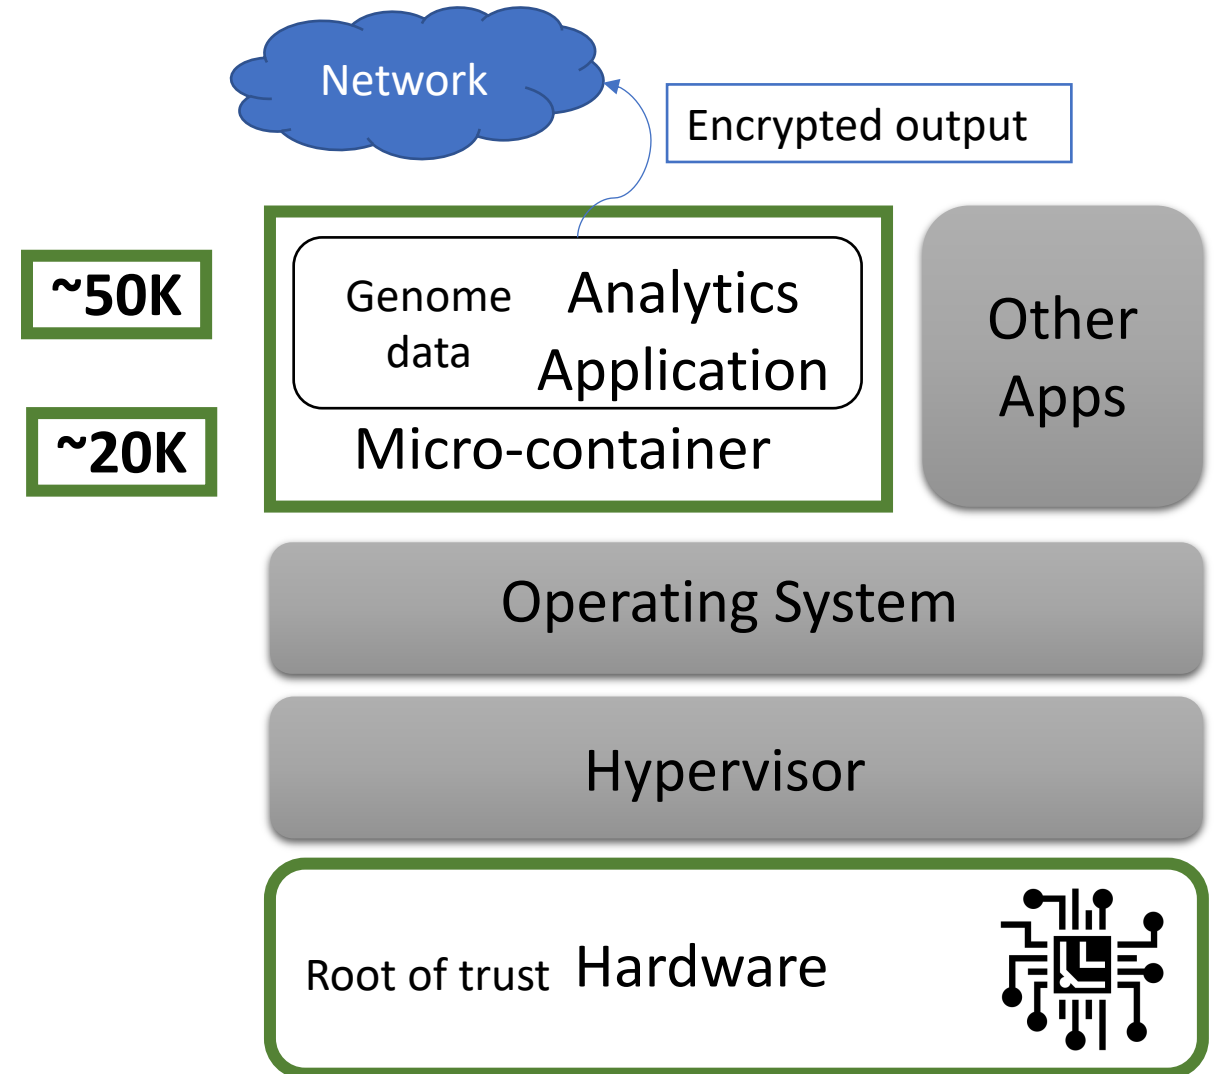 Network
Encrypted output
~50K
Genome
data
Analytics
Application
Other
Apps
~20K
Micro-container
Operating System
Hypervisor
Root of trust
Hardware